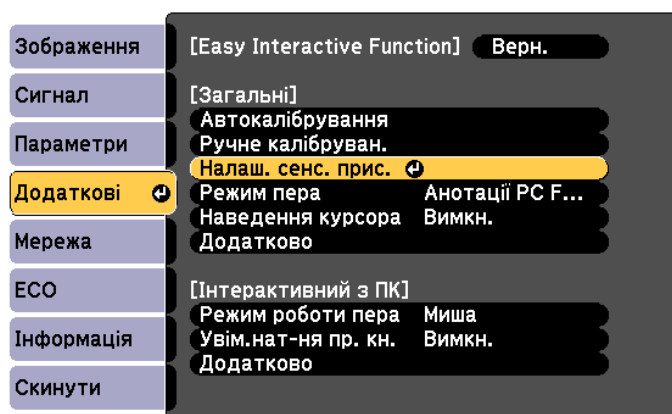 Зображення
Сигнал
Параметри
Додаткові
Мережа
ECO
Інформація
Скинути
[Easy Interactive Function] Верн.
[Загальні]
Автокалібрування
Ручне калібруван.
Налаш. сенс. прис.
Режим пера Анотації PC F...
Наведення курсора Вимкн.
Додатково
[Інтерактивний з ПК]
Режим роботи пера Миша
Увім.нат-ня пр. кн. Вимкн.
Додатково